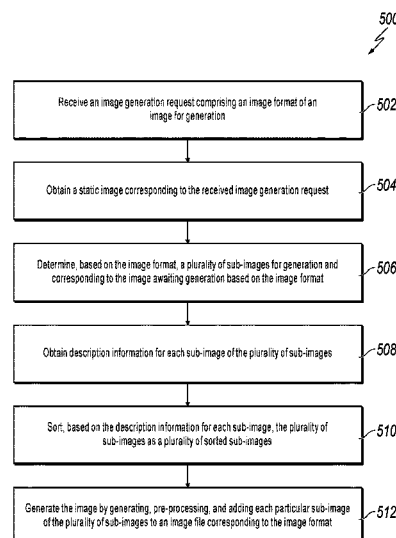 500
Receive an image generation request comprising an image format of an
image for generation
502
Obtain a static image corresponding to the received image generation request
504
Determine, based on the image format, a plurality of sub-images for generation and
corresponding to the image awaiting generation based on the image format
506
Obtain description information for each sub-image of the plurality of sub-images
508
Sort, based on the description information for each sub-image, the plurality of
sub-images as a plurality of sorted sub-images
510
Generate the image by generating, pre-processing, and adding each particular sub-image
of the plurality of sub-images to an image file corresponding to the image format
512